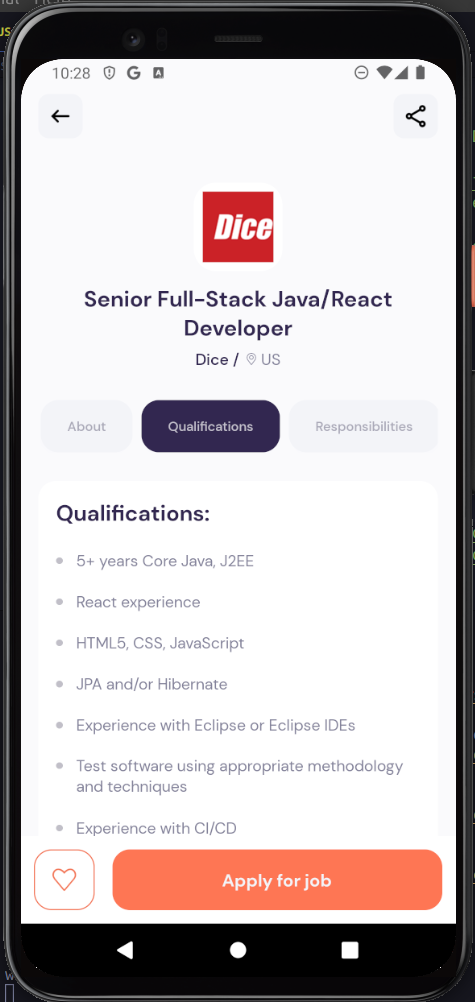 10:28
Dice
Senior Full-Stack Java/React
Developer
Dice / US
About
Qualifications
Responsibilities
Qualifications:
5+ years Core Java, J2EE
React experience
HTML5, CSS, JavaScript
JPA and/or Hibernate
Experience with Eclipse or Eclipse IDEs
Test software using appropriate methodology
and techniques
Experience with CI/CD
Apply for job